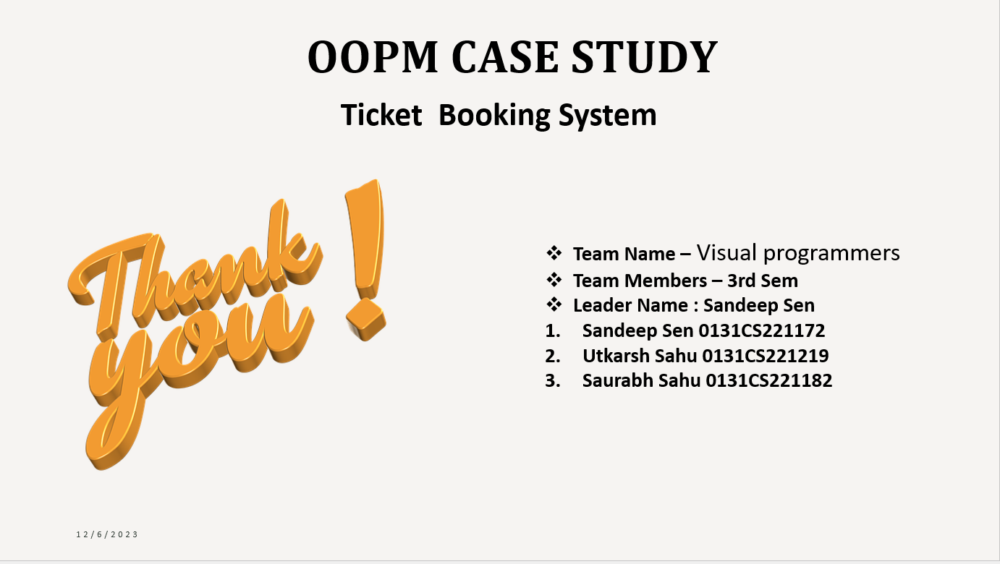 OOPM CASE STUDY
Ticket  Booking System
Thank
you !
❖ Team Name – Visual programmers
❖ Team Members – 3rd Sem
❖ Leader Name : Sandeep Sen
1. Sandeep Sen 0131CS221172
2. Utkarsh Sahu 0131CS221219
3. Saurabh Sahu 0131CS221182
12/6/2023